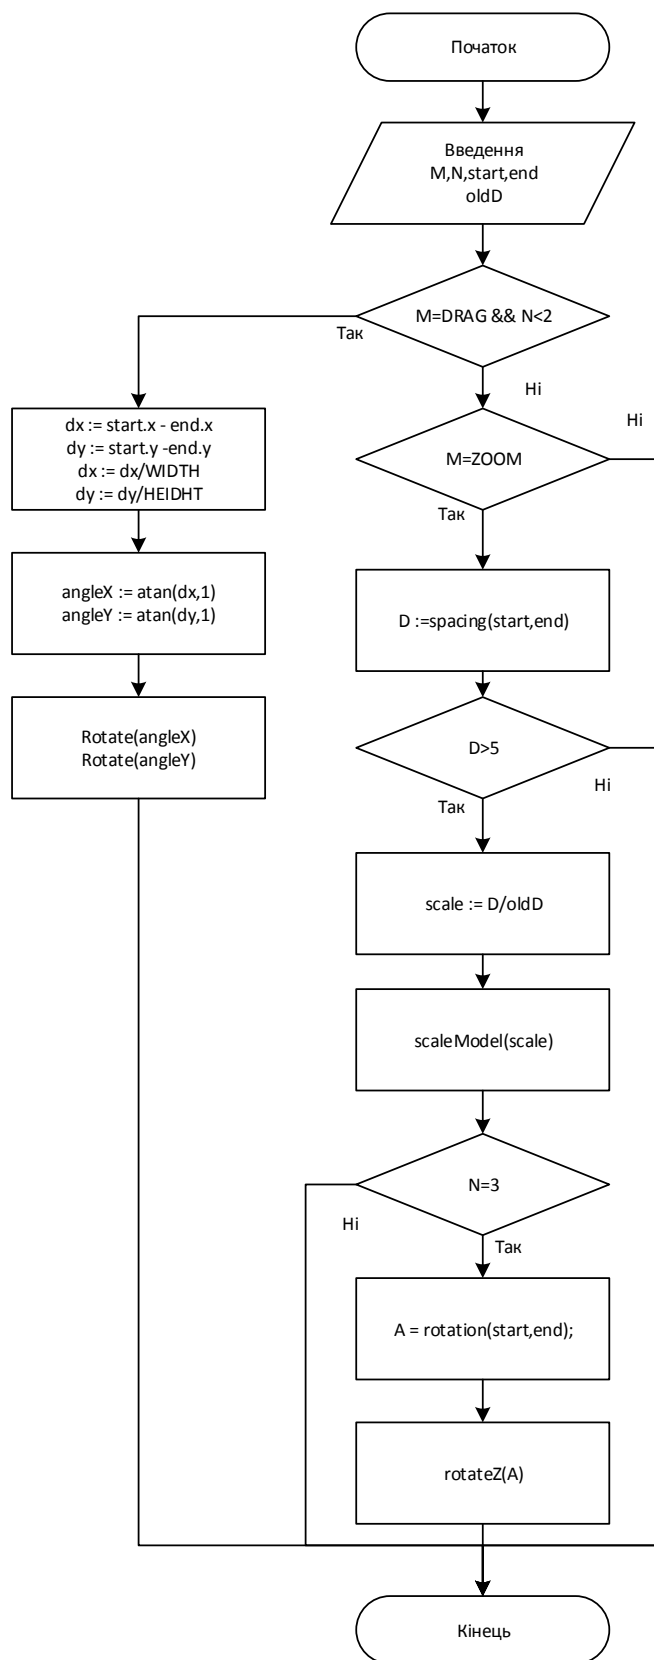 Початок
Введення
M,N,start,end
oldD
M=DRAG && N<2
Так
Ні
dx := start.x - end.x
dy := start.y -end.y
dx := dx/WIDTH
dy := dy/HEIDHT
Ні
M=ZOOM
Так
angleX := atan(dx,1)
angleY := atan(dy,1)
D :=spacing(start,end)
Rotate(angleX)
Rotate(angleY)
D>5
Ні
Так
scale := D/oldD
scaleModel(scale)
N=3
Ні
Так
A = rotation(start,end);
rotateZ(A)
Кінець